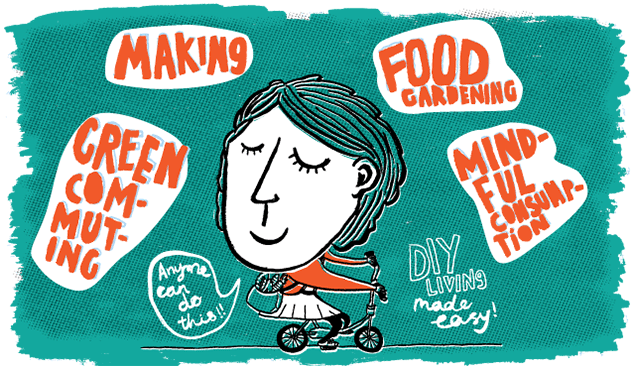 MAKING
FOOD
GARDENING
GREEN
COM-
MUT-
ING
MIND-
FUL
CONSUMP-
TION
Anyone
can
do
this!!
DIY
LIVING
made
easy!